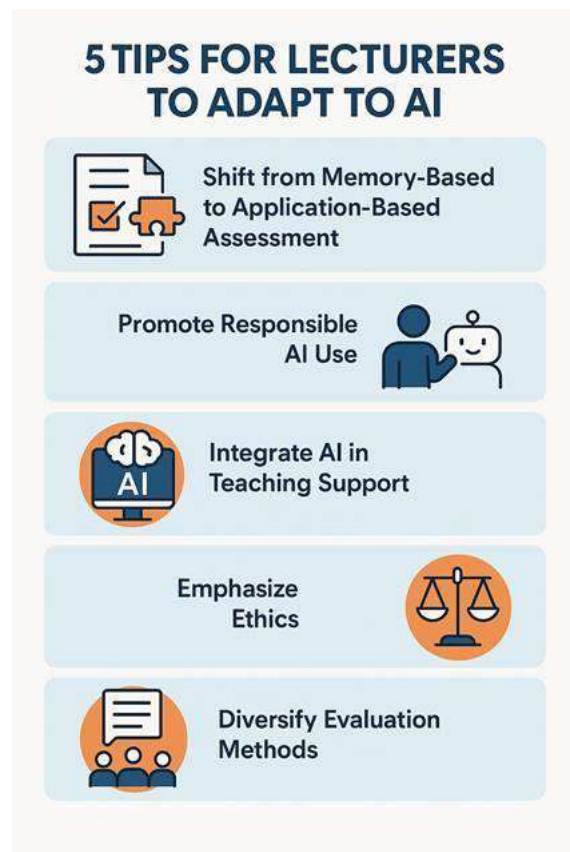 5 TIPS FOR LECTURERS
TO ADAPT TO AI
Shift from Memory-Based
to Application-Based
Assessment
Promote Responsible
AI Use
AI
Integrate AI in
Teaching Support
Emphasize
Ethics
Diversify Evaluation
Methods